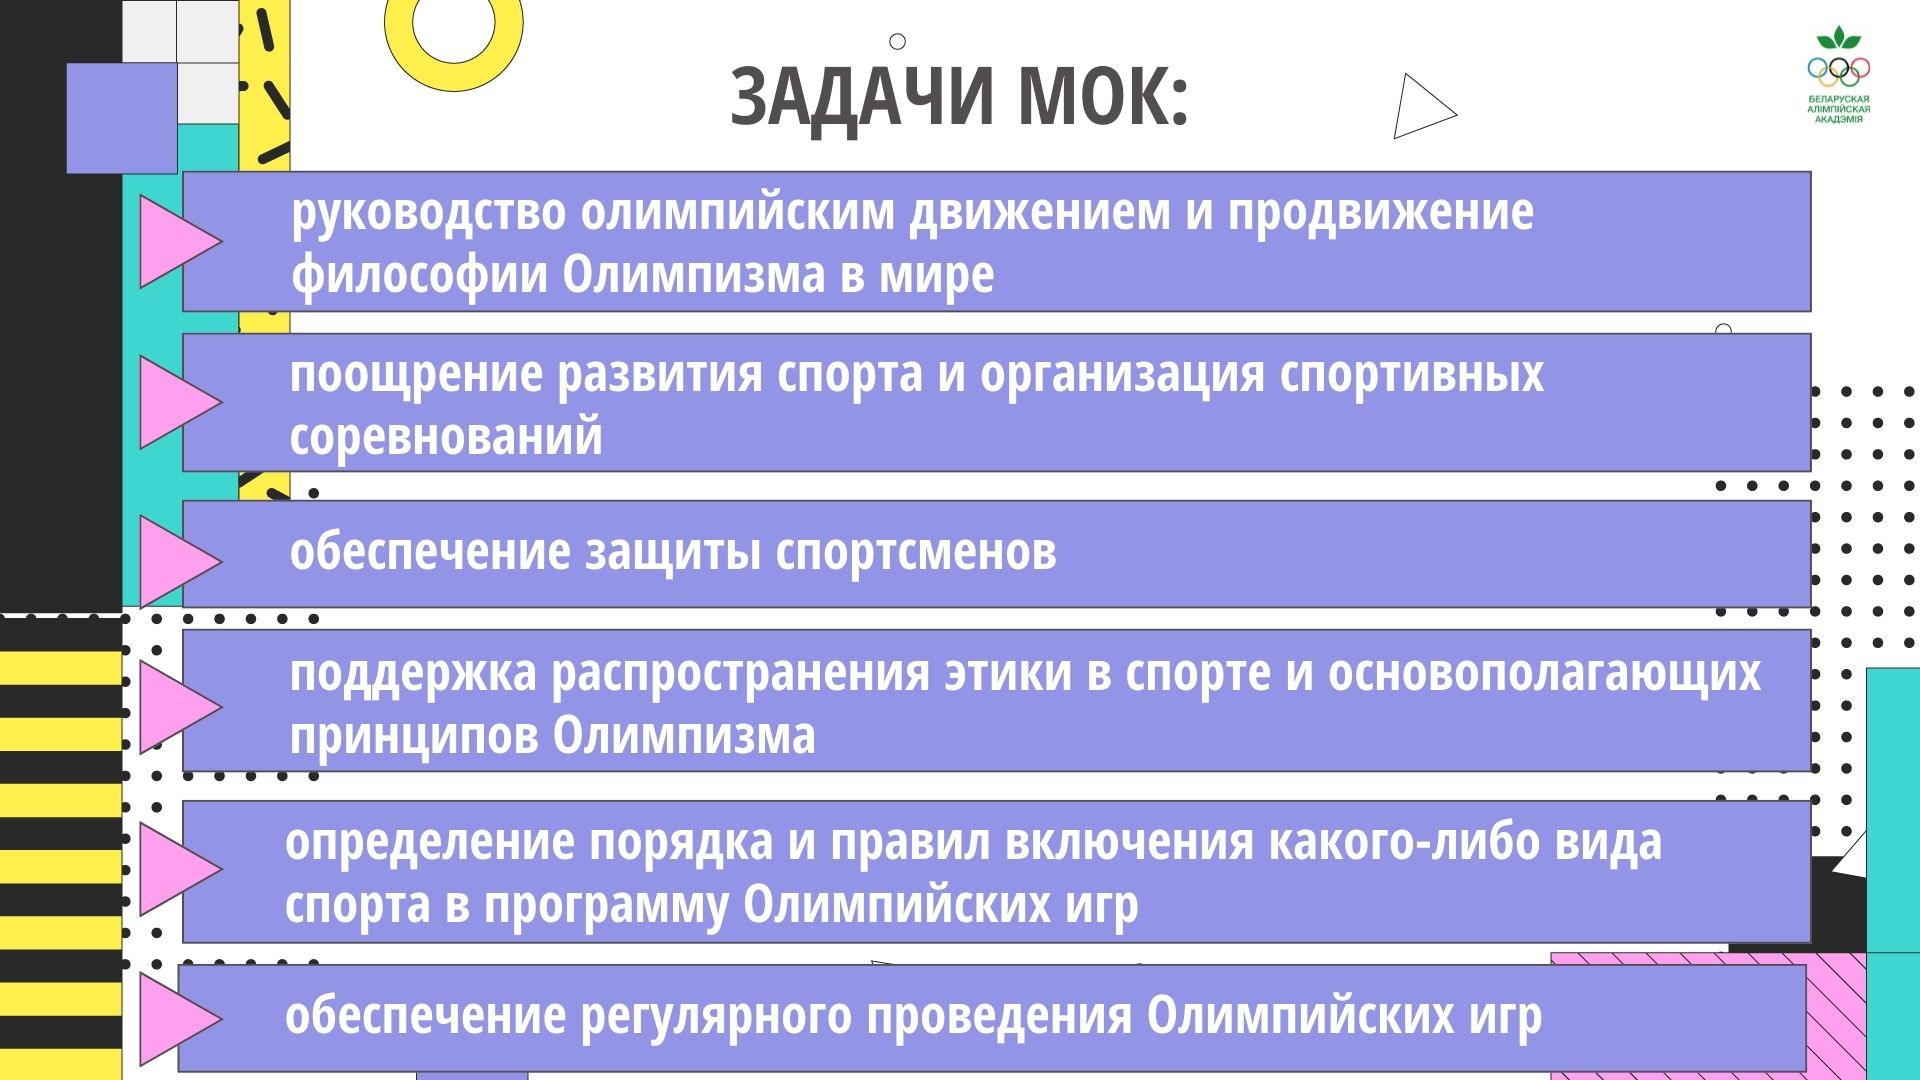 ЗАДАЧИ МОК:
БЕЛАРУСКАЯ
АЛІМПІЙСКАЯ
АКАДЭМІЯ
руководство олимпийским движением и продвижение
философии Олимпизма в мире
поощрение развития спорта и организация спортивных
соревнований
обеспечение защиты спортсменов
поддержка распространения этики в спорте и основополагающих
принципов Олимпизма
определение порядка и правил включения какого-либо вида
спорта в программу Олимпийских игр
обеспечение регулярного проведения Олимпийских игр